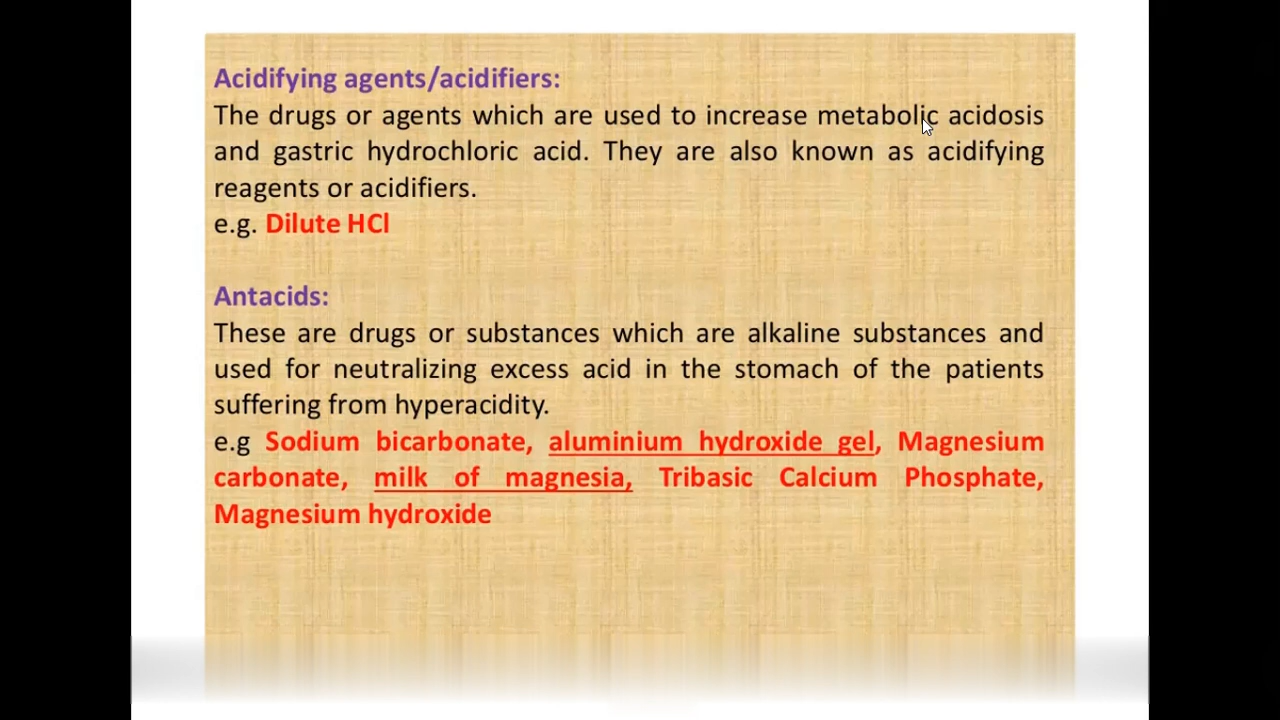 Acidifying agents/acidifiers:
The drugs or agents which are used to increase metabolic acidosis
and gastric hydrochloric acid. They are also known as acidifying
reagents or acidifiers.
e.g. Dilute HCl
Antacids:
These are drugs or substances which are alkaline substances and
used for neutralizing excess acid in the stomach of the patients
suffering from hyperacidity.
e.g Sodium bicarbonate, aluminium hydroxide gel, Magnesium
carbonate, milk of magnesia, Tribasic Calcium Phosphate,
Magnesium hydroxide